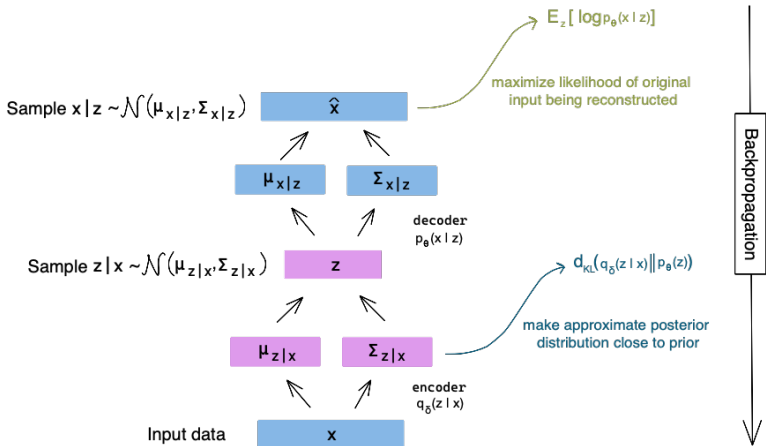 E_z [ log p_θ (x | z) ]
maximize likelihood of original
input being reconstructed
Sample x | z ~ N(μ_x|z, Σ_x|z)
x̂
μ_x|z
Σ_x|z
decoder
p_θ (x | z)
Sample z | x ~ N(μ_z|x, Σ_z|x)
z
d_KL (q_δ (z | x) || p_θ (z))
make approximate posterior
distribution close to prior
μ_z|x
Σ_z|x
encoder
q_δ (z | x)
Input data
x
Backpropagation